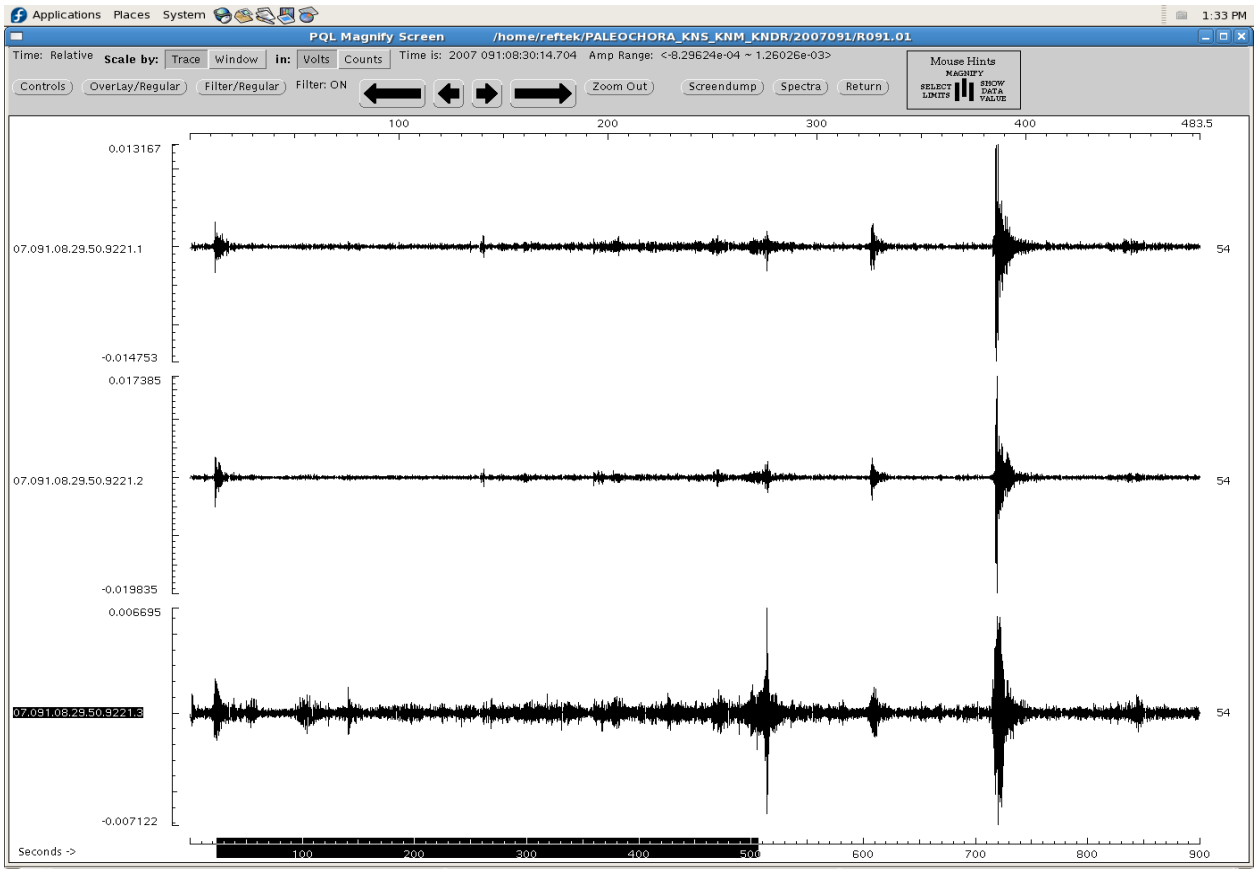 Applications Places System 1:33 PM
PQL Magnify Screen /home/reftek/PALEOCHORA_KNS_KNM_KNDR/2007091/R091.01
Time: Relative Scale by: Trace Window in: Volts Counts Time is: 2007 091:08:30:14.704 Amp Range: <-8.29624e-04 ~ 1.26026e-03>
Controls OverLay/Regular Filter/Regular Filter: ON Zoom Out Screendump Spectra Return
Mouse Hints
MAGNIFY
SELECT LIMITS
SHOW DATA VALUE
100 200 300 400 483.5
0.013167
07.091.08.29.50.9221.1 54
-0.014753
0.017385
07.091.08.29.50.9221.2 54
-0.019835
0.006695
07.091.08.29.50.9221.3 54
-0.007122
Seconds -> 100 200 300 400 500 600 700 800 900